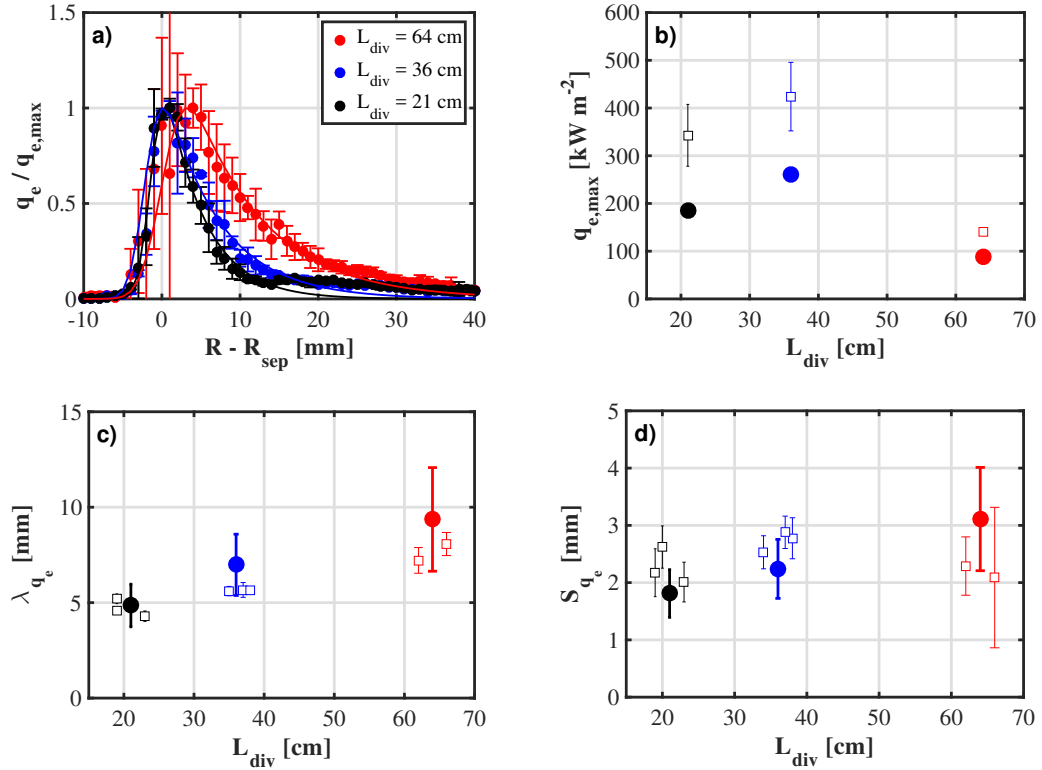 a)
1.5
1
0.5
0
-10 0 10 20 30 40
q_e / q_e,max
R - R_sep [mm]
L_div = 64 cm
L_div = 36 cm
L_div = 21 cm
b)
600
500
400
300
200
100
0
20 30 40 50 60 70
q_e,max [kW m^-2]
L_div [cm]
c)
15
10
5
0
20 30 40 50 60 70
λ_q_e [mm]
L_div [cm]
d)
5
4
3
2
1
0
20 30 40 50 60 70
S_q_e [mm]
L_div [cm]